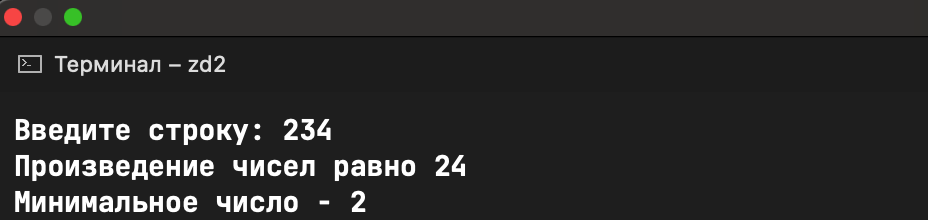 Терминал – zd2
Введите строку: 234
Произведение чисел равно 24
Минимальное число - 2